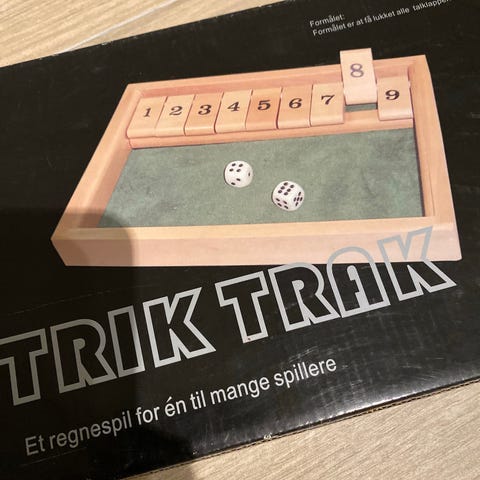 Formålet:
Formålet er at få lukket alle talklapper
1 2 3 4 5 6 7 8 9
TRIK TRAK
Et regnespil for én til mange spillere